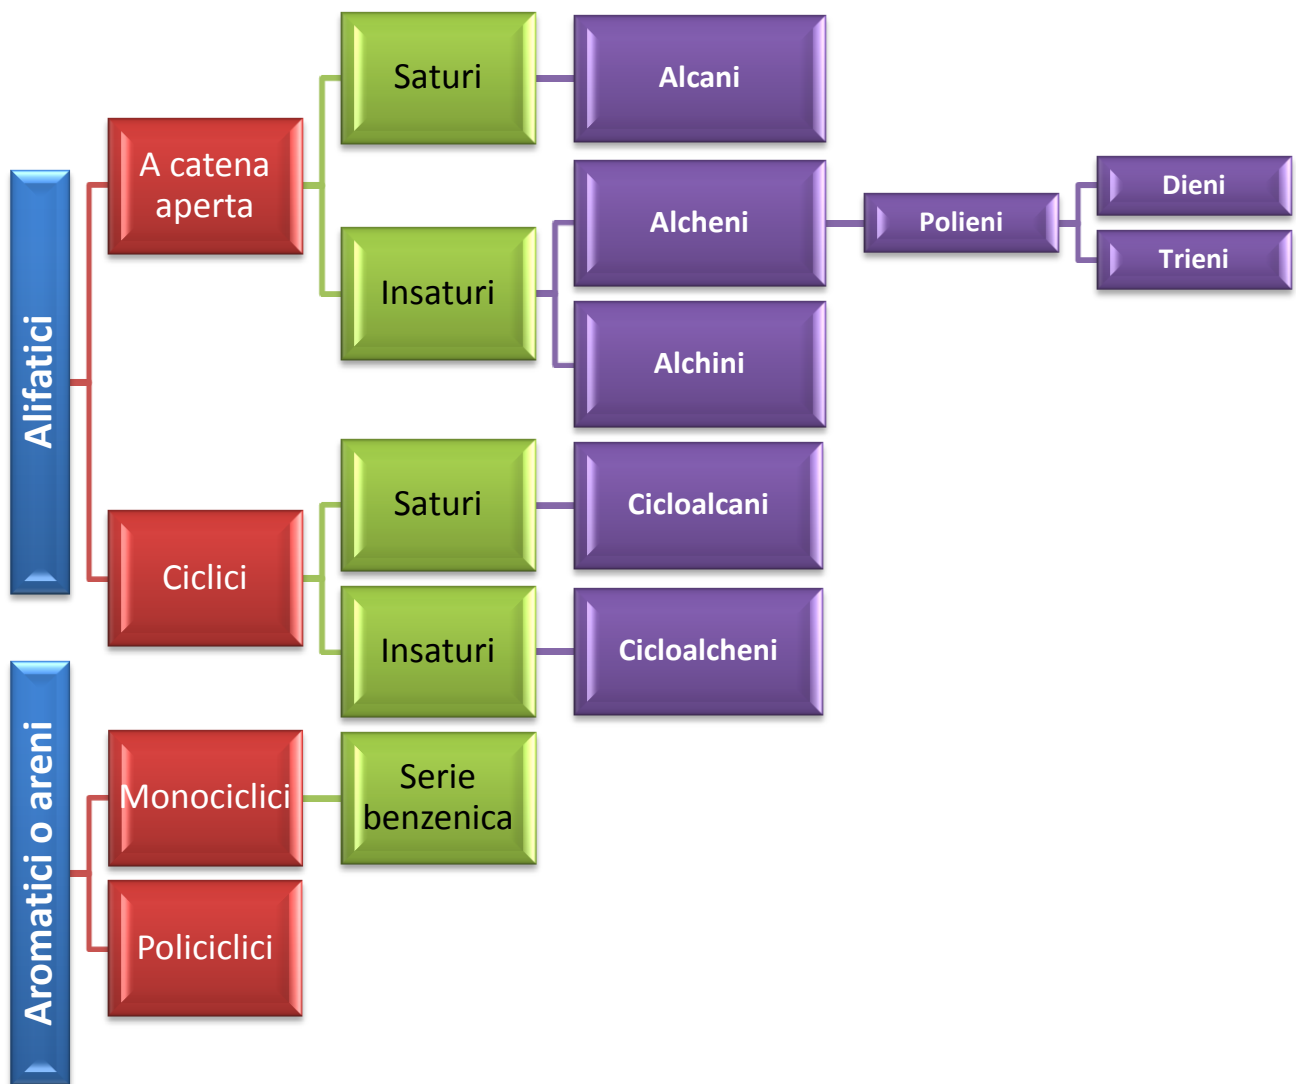 Alifatici
A catena
aperta
Saturi
Alcani
Insaturi
Alcheni
Polieni
Dieni
Trieni
Alchini
Ciclici
Saturi
Cicloalcani
Insaturi
Cicloalcheni
Aromatici o areni
Monociclici
Serie
benzenica
Policiclici